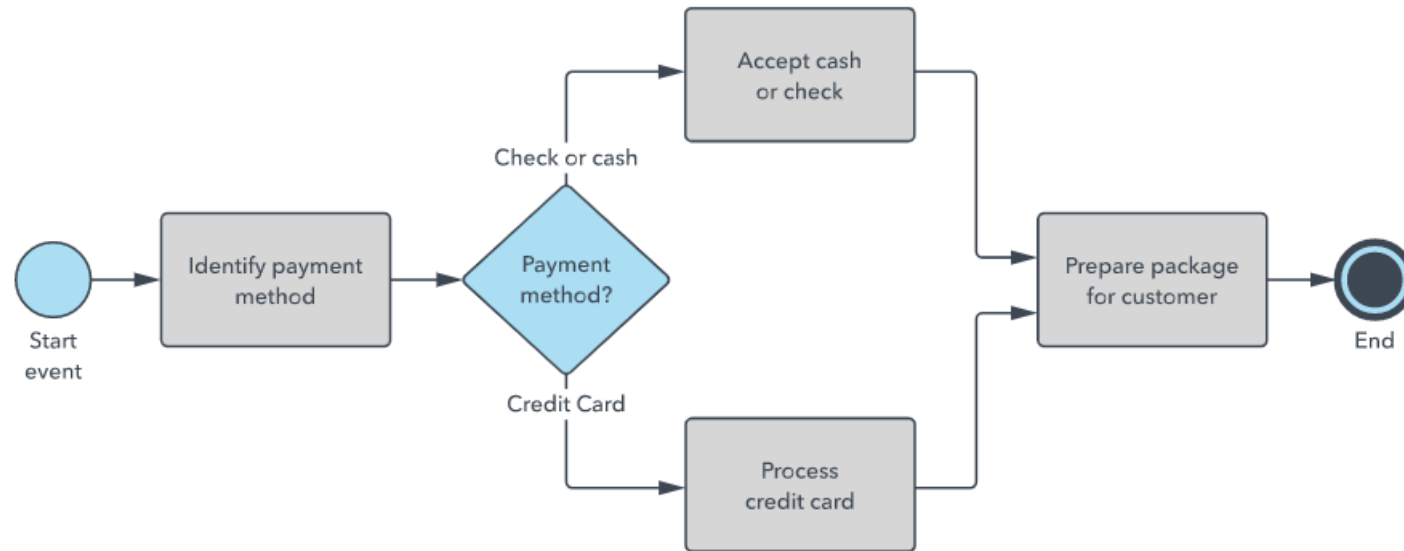 Accept cash
or check
Check or cash
Identify payment
method
Payment
method?
Prepare package
for customer
Start
event
End
Credit Card
Process
credit card